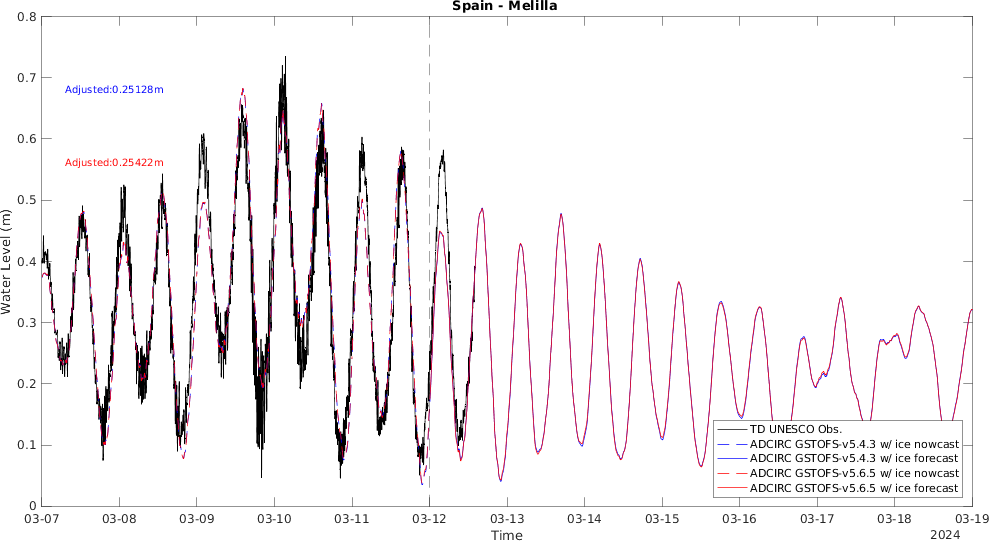 Spain - Melilla
0.8
0.7
0.6
0.5
0.4
0.3
0.2
0.1
0
Water Level (m)
Adjusted:0.25128m
Adjusted:0.25422m
TD UNESCO Obs.
ADCIRC GSTOFS-v5.4.3 w/ ice nowcast
ADCIRC GSTOFS-v5.4.3 w/ ice forecast
ADCIRC GSTOFS-v5.6.5 w/ ice nowcast
ADCIRC GSTOFS-v5.6.5 w/ ice forecast
03-07 03-08 03-09 03-10 03-11 03-12 03-13 03-14 03-15 03-16 03-17 03-18 03-19
Time
2024